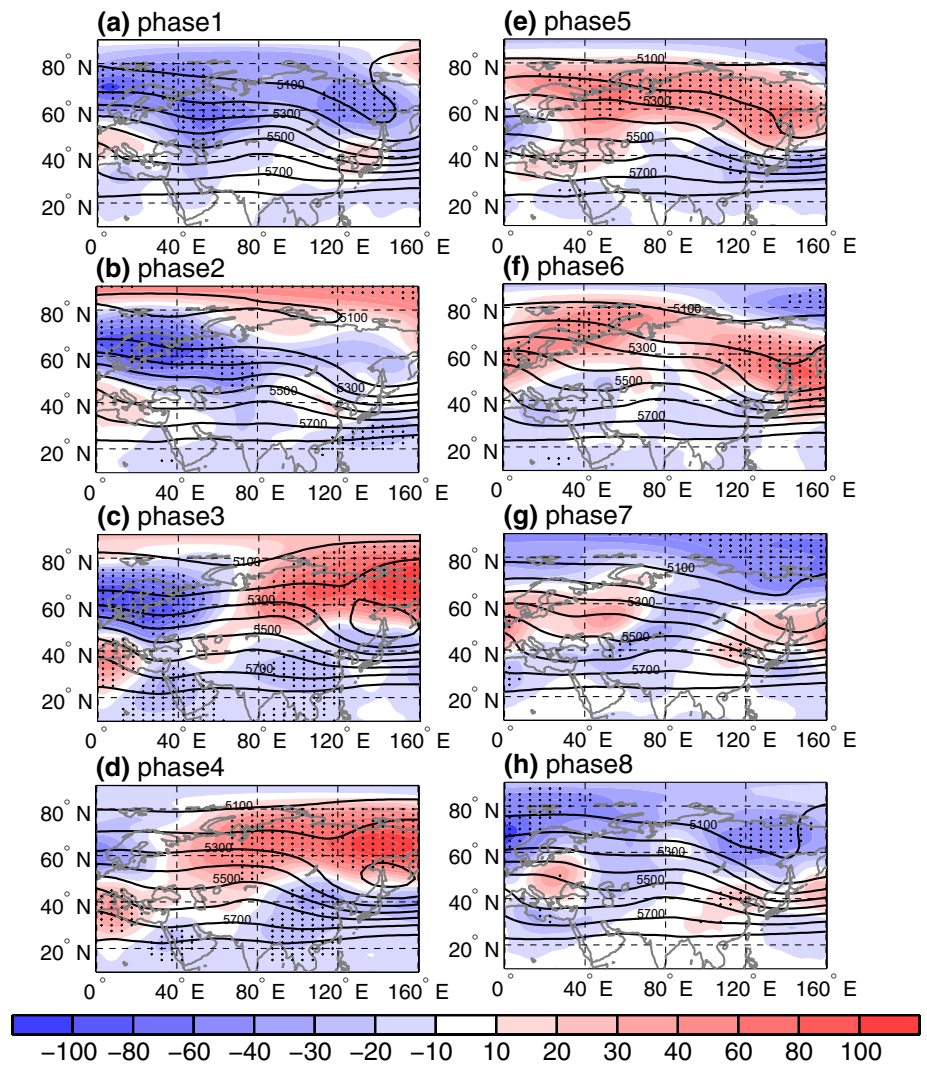 (a) phase1
80° N
60° N
40° N
20° N
5100
5300
5500
5700
0° 40° E 80° E 120° E 160° E
(b) phase2
80° N
60° N
40° N
20° N
5100
5300
5500
5700
0° 40° E 80° E 120° E 160° E
(c) phase3
80° N
60° N
40° N
20° N
5100
5300
5500
5700
0° 40° E 80° E 120° E 160° E
(d) phase4
80° N
60° N
40° N
20° N
5100
5300
5500
5700
0° 40° E 80° E 120° E 160° E
(e) phase5
80° N
60° N
40° N
20° N
5100
5300
5500
5700
0° 40° E 80° E 120° E 160° E
(f) phase6
80° N
60° N
40° N
20° N
5100
5300
5500
5700
0° 40° E 80° E 120° E 160° E
(g) phase7
80° N
60° N
40° N
20° N
5100
5300
5500
5700
0° 40° E 80° E 120° E 160° E
(h) phase8
80° N
60° N
40° N
20° N
5100
5300
5500
5700
0° 40° E 80° E 120° E 160° E
−100 −80 −60 −40 −20 −10 10 20 30 40 60 80 100